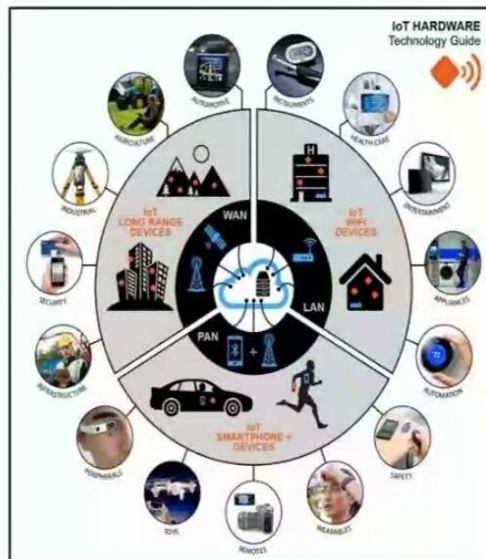 IoT HARDWARE
Technology Guide
AUTOMOTIVE
INSTRUMENTS
AGRICULTURE
HEALTH CARE
INDUSTRIAL
ENTERTAINMENT
SECURITY
APPLIANCES
INFRASTRUCTURE
AUTOMATION
PERIPHERALS
SAFETY
TOYS
REMOTES
WEARABLES
IoT
LONG RANGE
DEVICES
WAN
H
IoT
WIFI
DEVICES
LAN
PAN
+
IoT
SMARTPHONE +
DEVICES
72